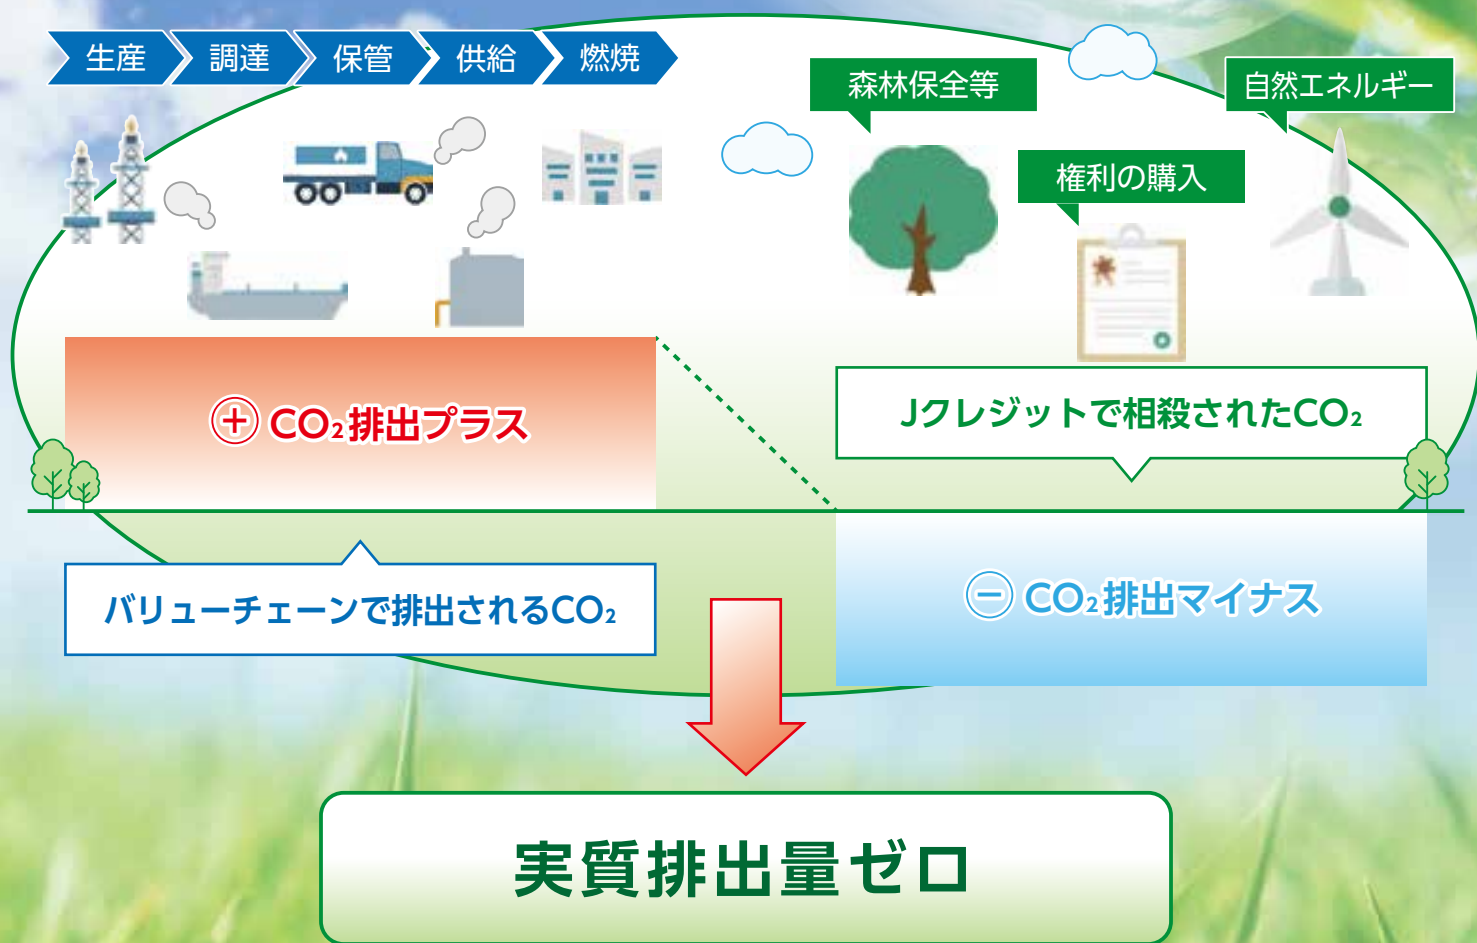 生産
調達
保管
供給
燃焼
森林保全等
権利の購入
自然エネルギー
⊕ CO₂排出プラス
Jクレジットで相殺されたCO₂
バリューチェーンで排出されるCO₂
⊖ CO₂排出マイナス
実質排出量ゼロ